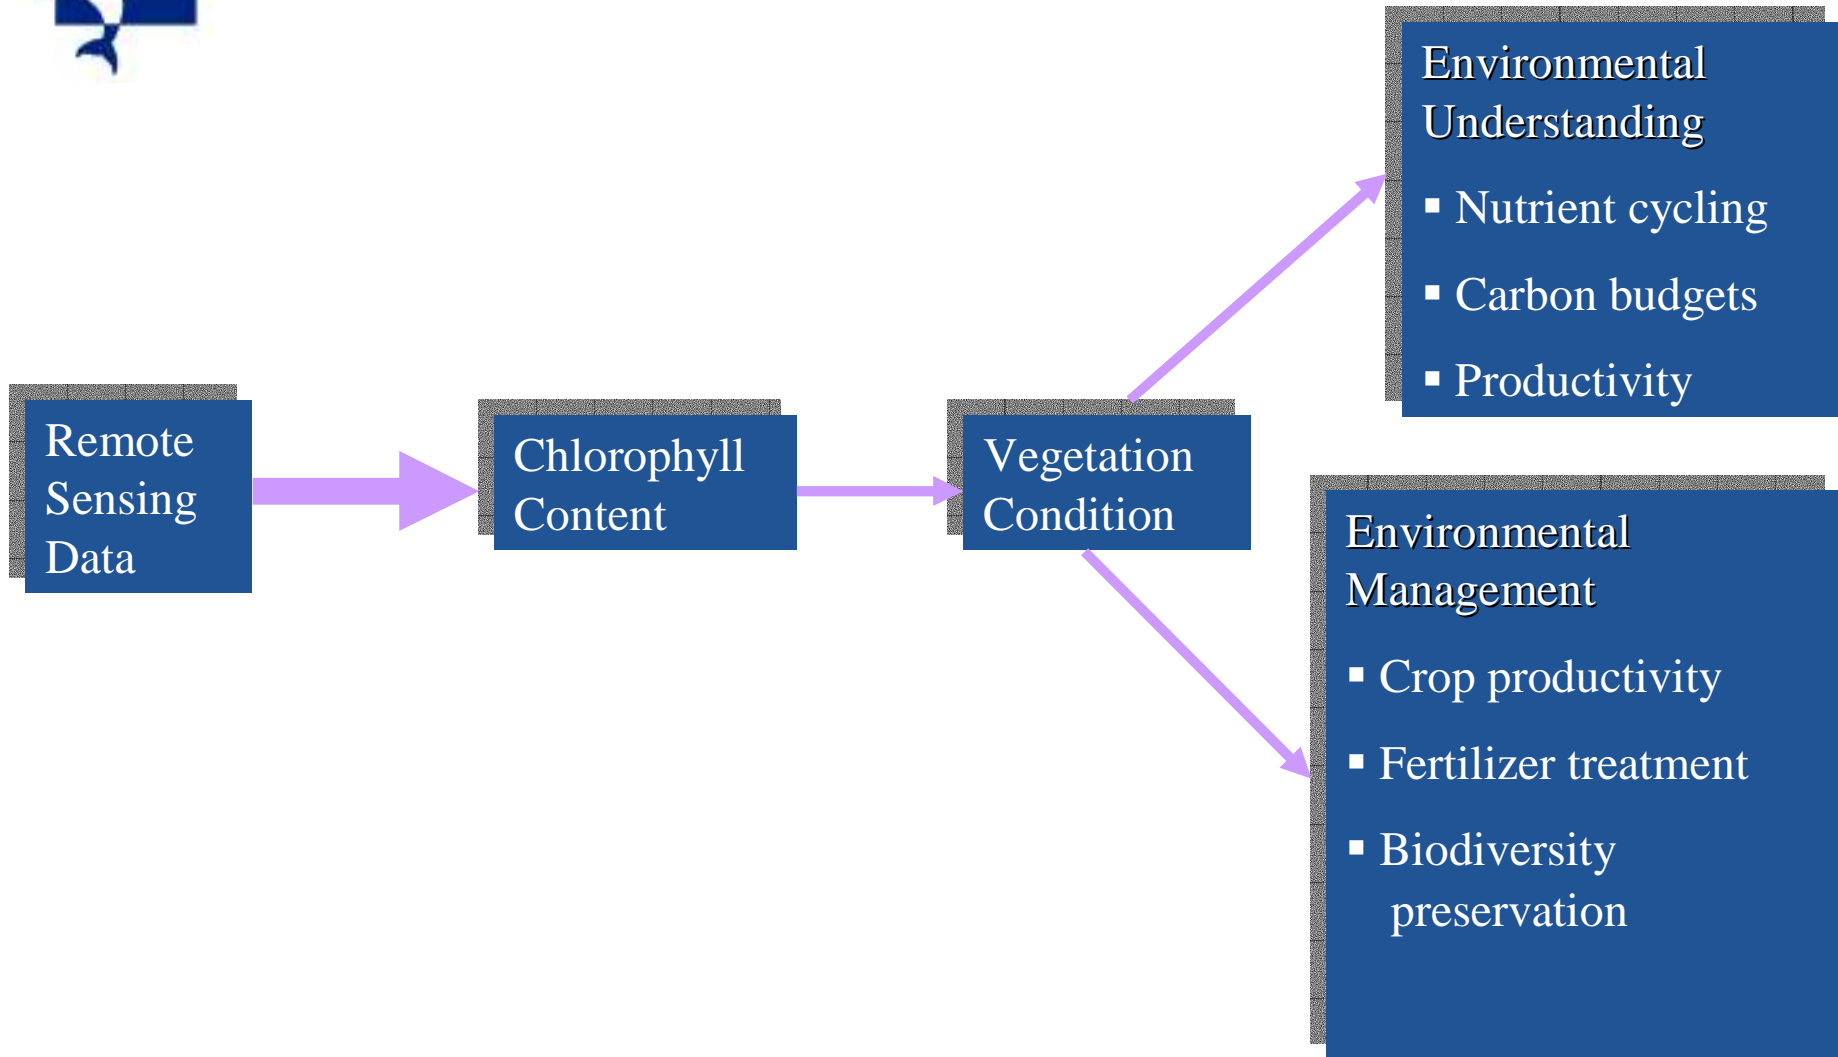 Remote
Sensing
Data
Chlorophyll
Content
Vegetation
Condition
Environmental
Understanding
▪ Nutrient cycling
▪ Carbon budgets
▪ Productivity
Environmental
Management
▪ Crop productivity
▪ Fertilizer treatment
▪ Biodiversity
preservation